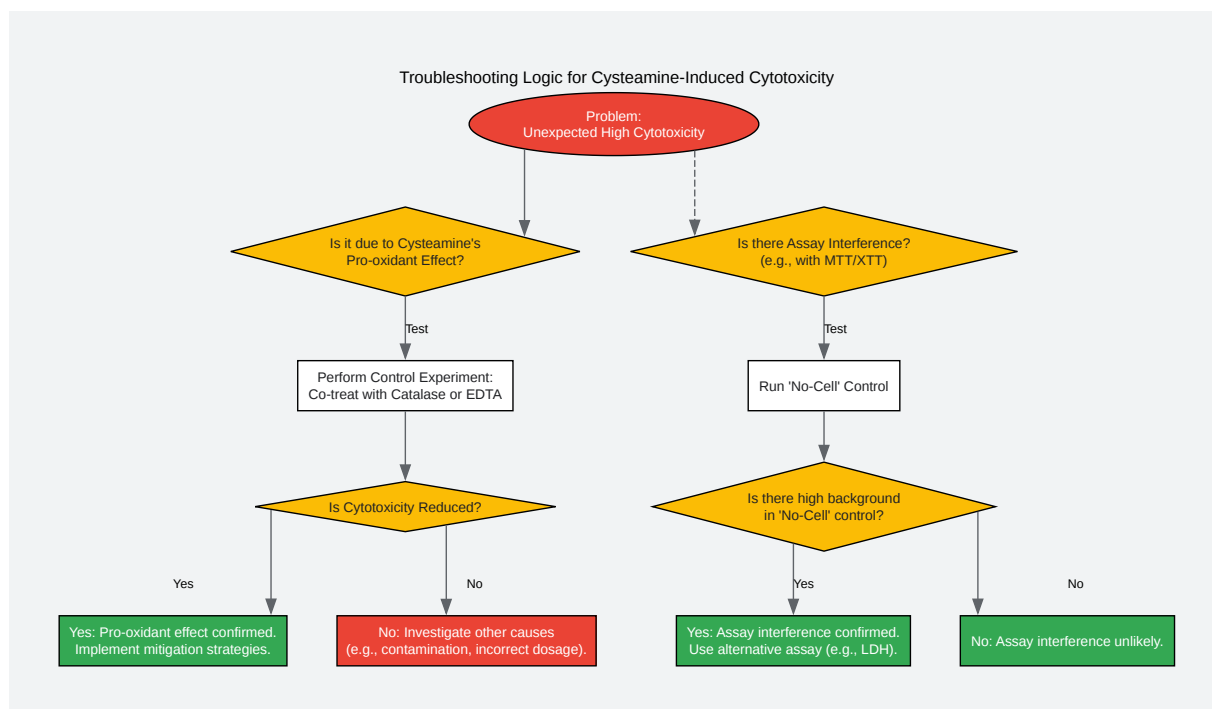 Troubleshooting Logic for Cysteamine-Induced Cytotoxicity
Problem:
Unexpected High Cytotoxicity
Is it due to Cysteamine's
Pro-oxidant Effect?
Is there Assay Interference?
(e.g., with MTT/XTT)
Test
Test
Perform Control Experiment:
Co-treat with Catalase or EDTA
Run 'No-Cell' Control
Is Cytotoxicity Reduced?
Is there high background
in 'No-Cell' control?
Yes
No
Yes
No
Yes: Pro-oxidant effect confirmed.
Implement mitigation strategies.
No: Investigate other causes
(e.g., contamination, incorrect dosage).
Yes: Assay interference confirmed.
Use alternative assay (e.g., LDH).
No: Assay interference unlikely.